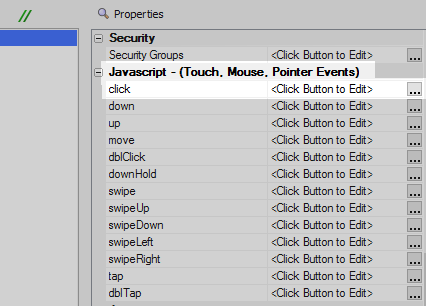 //
Properties
Security
Security Groups <Click Button to Edit> ...
Javascript - (Touch, Mouse, Pointer Events)
click <Click Button to Edit> ...
down <Click Button to Edit> ...
up <Click Button to Edit> ...
move <Click Button to Edit> ...
dblClick <Click Button to Edit> ...
downHold <Click Button to Edit> ...
swipe <Click Button to Edit> ...
swipeUp <Click Button to Edit> ...
swipeDown <Click Button to Edit> ...
swipeLeft <Click Button to Edit> ...
swipeRight <Click Button to Edit> ...
tap <Click Button to Edit> ...
dblTap <Click Button to Edit> ...